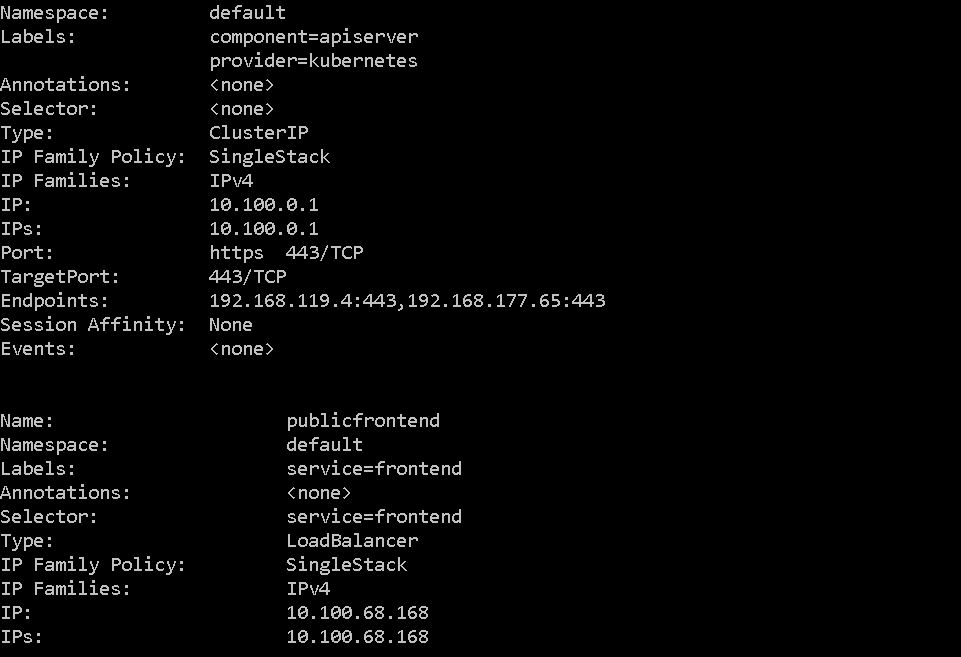 Namespace:         default
Labels:            component=apiserver
                   provider=kubernetes
Annotations:       <none>
Selector:          <none>
Type:              ClusterIP
IP Family Policy:  SingleStack
IP Families:       IPv4
IP:                10.100.0.1
IPs:               10.100.0.1
Port:              https  443/TCP
TargetPort:        443/TCP
Endpoints:         192.168.119.4:443,192.168.177.65:443
Session Affinity:  None
Events:            <none>


Name:                     publicfrontend
Namespace:                default
Labels:                   service=frontend
Annotations:              <none>
Selector:                 service=frontend
Type:                     LoadBalancer
IP Family Policy:         SingleStack
IP Families:              IPv4
IP:                       10.100.68.168
IPs:                      10.100.68.168